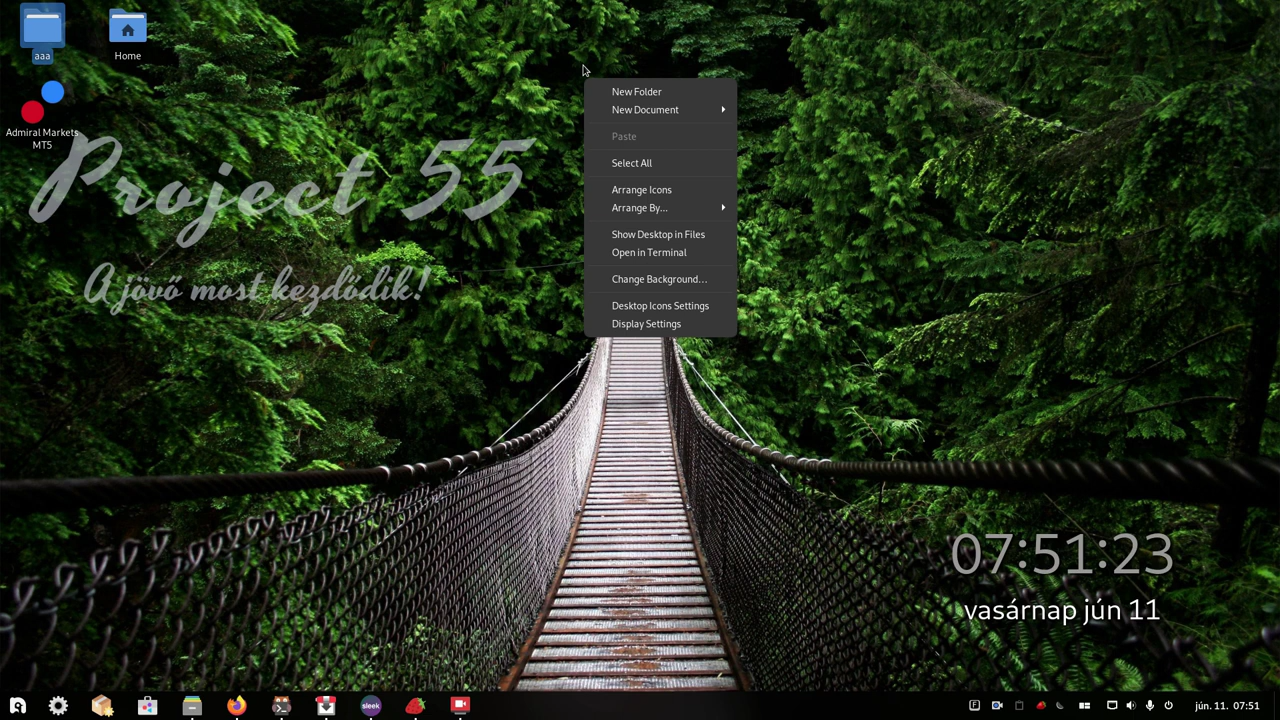 aaa
Home
Admiral Markets
MT5
Project 55
A jövő most kezdődik!
New Folder
New Document
Paste
Select All
Arrange Icons
Arrange By...
Show Desktop in Files
Open in Terminal
Change Background...
Desktop Icons Settings
Display Settings
07:51:23
vasárnap jún 11
sleek
F
jún. 11. 07:51